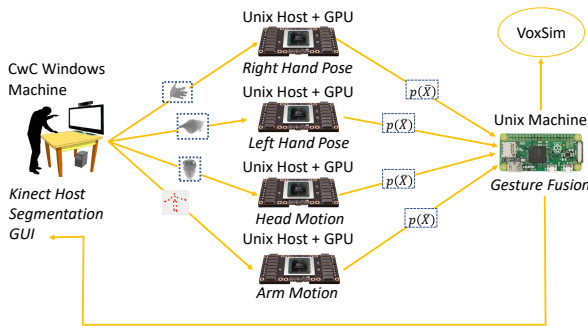 VoxSim
Unix Host + GPU
Right Hand Pose
CwC Windows
Machine
Unix Host + GPU
Left Hand Pose
Unix Host + GPU
Head Motion
Unix Host + GPU
Arm Motion
p(X̄)
p(X̄)
p(X̄)
p(X̄)
Unix Machine
Gesture Fusion
Kinect Host
Segmentation
GUI